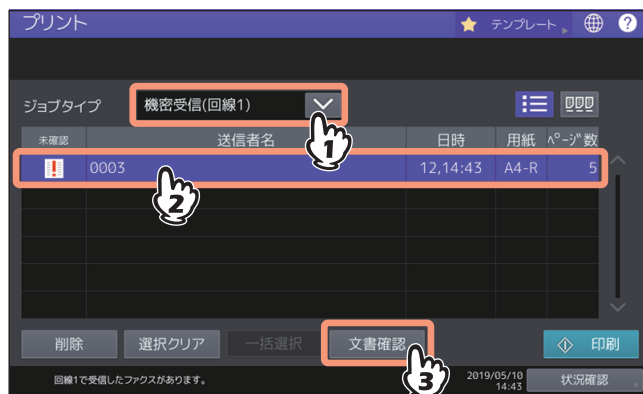 プリント
テンプレート
?
ジョブタイプ 機密受信(回線1)
1
未確認 送信者名 日時 用紙 ページ数
0003 12,14:43 A4-R 5
2
削除 選択クリア 一括選択 文書確認 印刷
3
回線1で受信したファクスがあります。 2019/05/10
14:43
状況確認